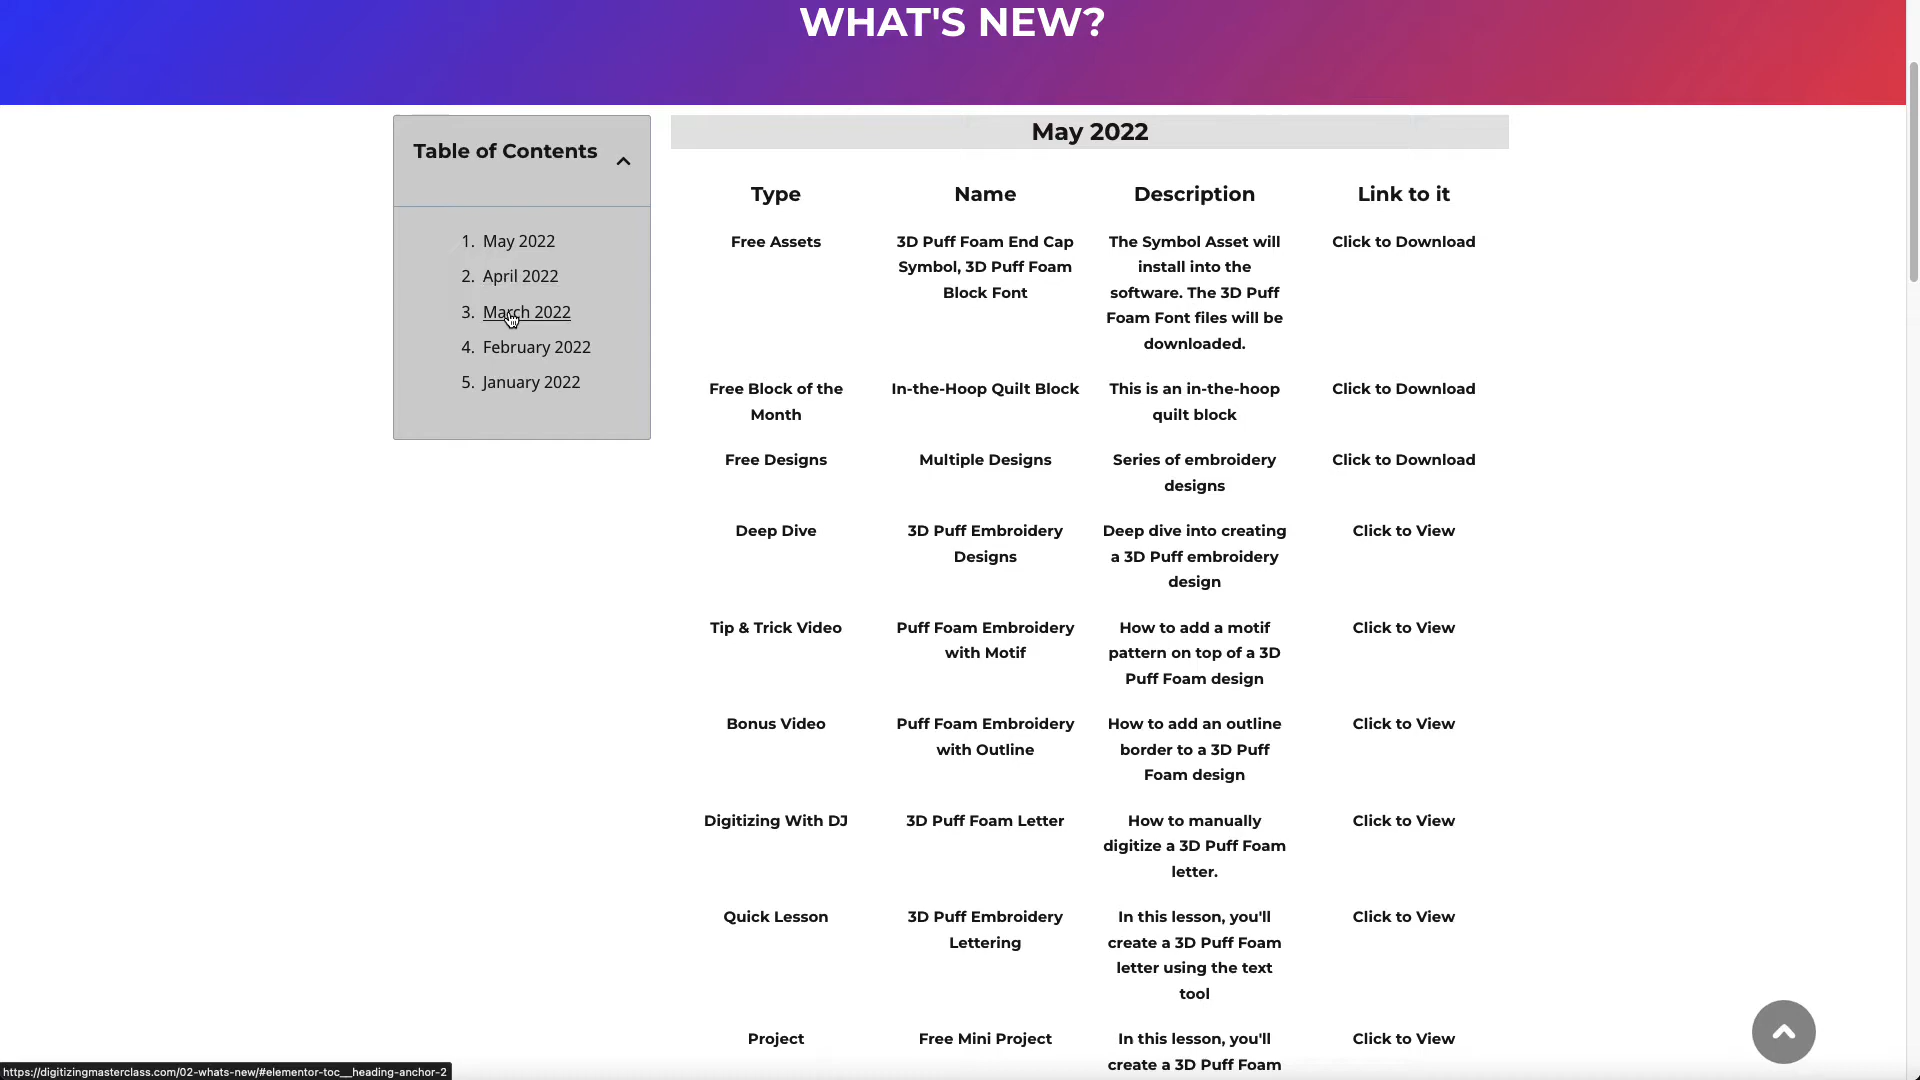 WHAT'S NEW?
Table of Contents
1. May 2022
2. April 2022
3. March 2022
4. February 2022
5. January 2022
May 2022
Type Name Description Link to it
Free Assets
3D Puff Foam End Cap
Symbol, 3D Puff Foam
Block Font
The Symbol Asset will
install into the
software. The 3D Puff
Foam Font files will be
downloaded.
Click to Download
Free Block of the
Month
In-the-Hoop Quilt Block
This is an in-the-hoop
quilt block
Click to Download
Free Designs
Multiple Designs
Series of embroidery
designs
Click to Download
Deep Dive
3D Puff Embroidery
Designs
Deep dive into creating
a 3D Puff embroidery
design
Click to View
Tip & Trick Video
Puff Foam Embroidery
with Motif
How to add a motif
pattern on top of a 3D
Puff Foam design
Click to View
Bonus Video
Puff Foam Embroidery
with Outline
How to add an outline
border to a 3D Puff
Foam design
Click to View
Digitizing With DJ
3D Puff Foam Letter
How to manually
digitize a 3D Puff Foam
letter.
Click to View
Quick Lesson
3D Puff Embroidery
Lettering
In this lesson, you'll
create a 3D Puff Foam
letter using the text
tool
Click to View
Project
Free Mini Project
In this lesson, you'll
create a 3D Puff Foam
Click to View
https://digitizingmasterclass.com/02-whats-new/#elementor-toc__heading-anchor-2